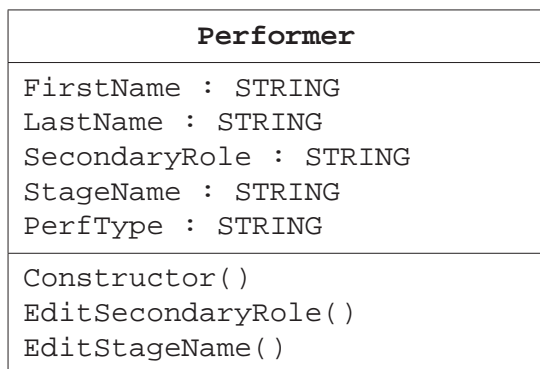 Performer
FirstName : STRING
LastName : STRING
SecondaryRole : STRING
StageName : STRING
PerfType : STRING
Constructor()
EditSecondaryRole()
EditStageName()